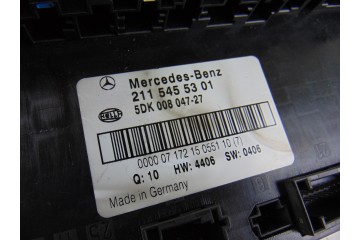 Mercedes-Benz
211 545 53 01
HELLA
5DK 008 047-27
0000 07 172 15 0551 10 (7)
Q: 10 HW: 4406 SW: 0406
Made in Germany